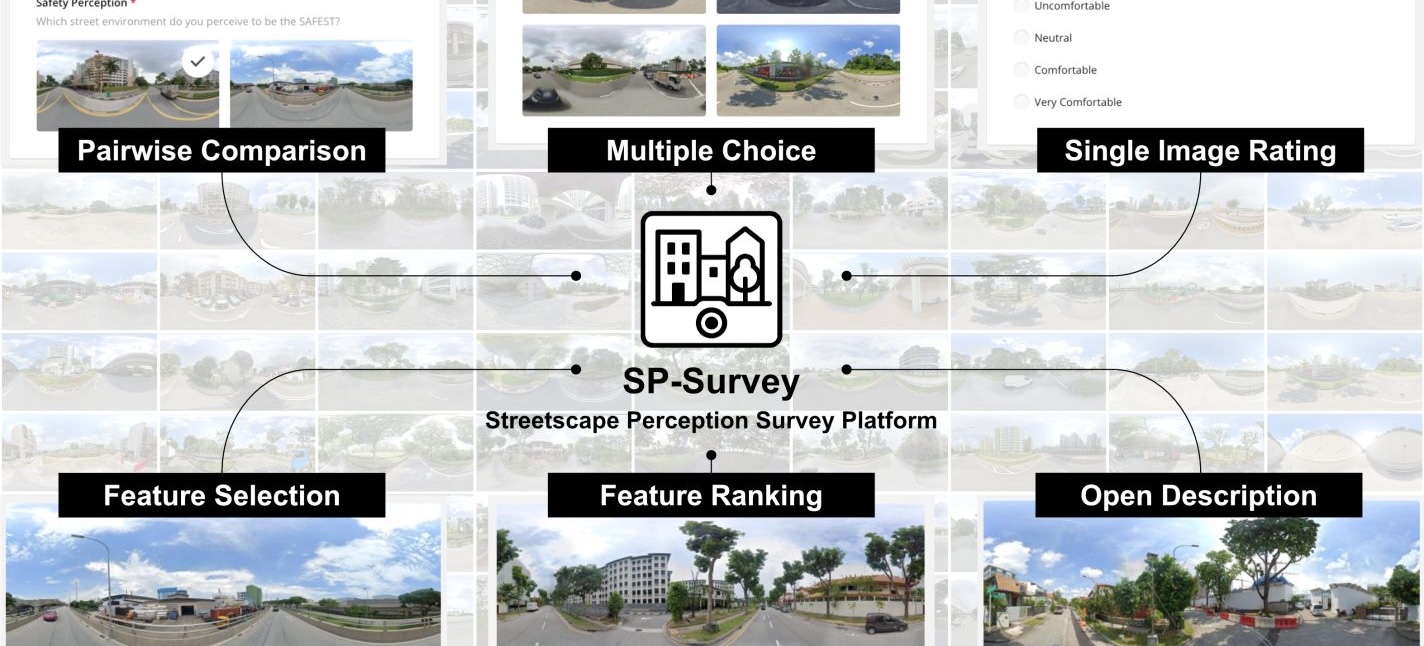 Safety Perception *
Which street environment do you perceive to be the SAFEST?
Uncomfortable
Neutral
Comfortable
Very Comfortable
Pairwise Comparison
Multiple Choice
Single Image Rating
SP-Survey
Streetscape Perception Survey Platform
Feature Selection
Feature Ranking
Open Description